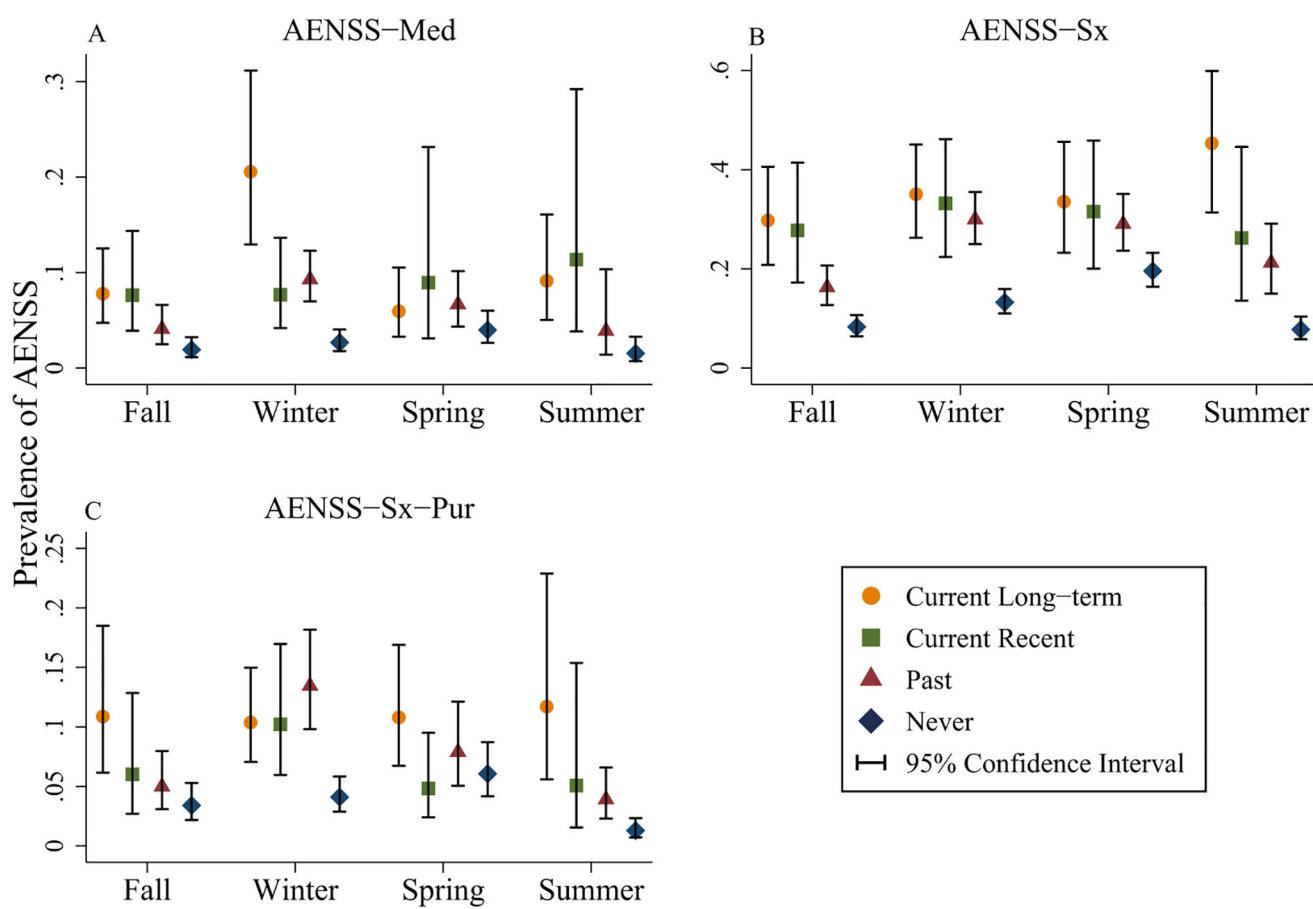 A
AENSS−Med
.3
.2
.1
0
Fall Winter Spring Summer
B
AENSS−Sx
.6
.4
.2
0
Fall Winter Spring Summer
Prevalence of AENSS
C
AENSS−Sx−Pur
.25
.2
.15
.1
.05
0
Fall Winter Spring Summer
Current Long−term
Current Recent
Past
Never
95% Confidence Interval